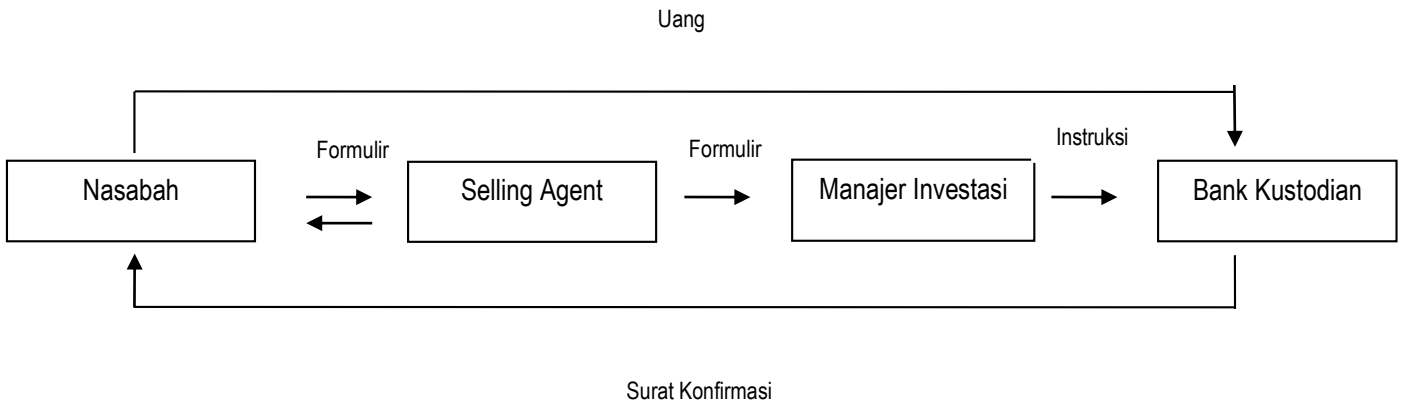 Uang
Formulir
Formulir
Instruksi
Nasabah
Selling Agent
Manajer Investasi
Bank Kustodian
Surat Konfirmasi